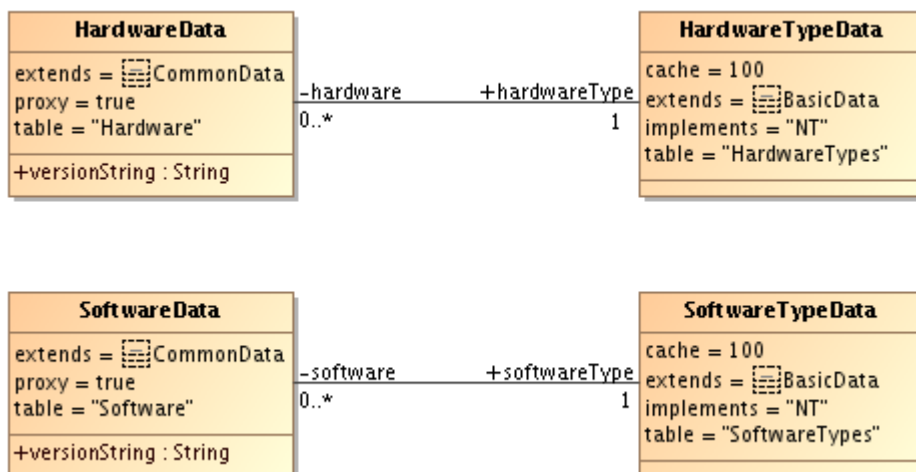 HardwareData
extends = CommonData
proxy = true
table = "Hardware"
+versionString : String
-hardware
0..*
+hardwareType
1
HardwareTypeData
cache = 100
extends = BasicData
implements = "NT"
table = "HardwareTypes"
SoftwareData
extends = CommonData
proxy = true
table = "Software"
+versionString : String
-software
0..*
+softwareType
1
SoftwareTypeData
cache = 100
extends = BasicData
implements = "NT"
table = "SoftwareTypes"